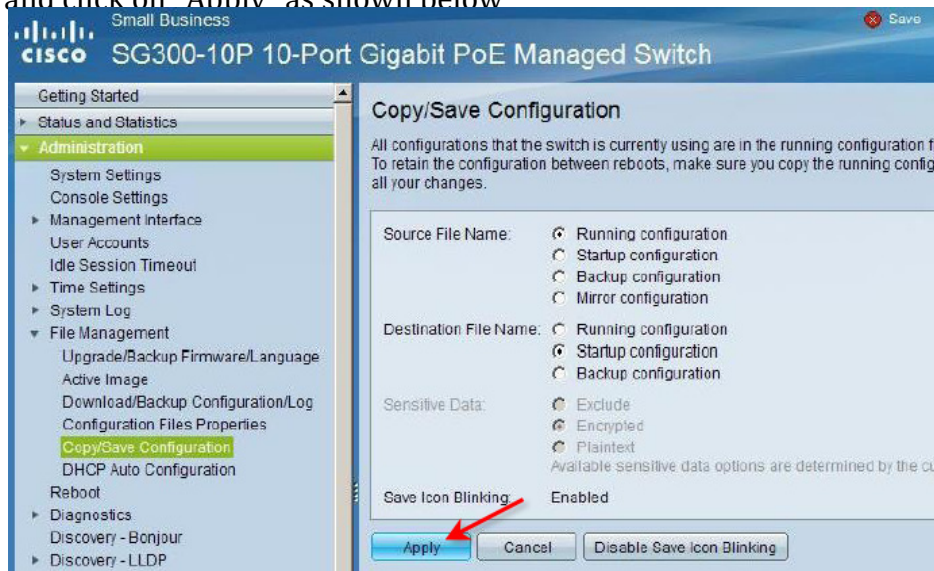 and click on "Apply" as shown below
Small Business
Save
cisco SG300-10P 10-Port Gigabit PoE Managed Switch
Getting Started
Status and Statistics
Administration
System Settings
Console Settings
Management Interface
User Accounts
Idle Session Timeout
Time Settings
System Log
File Management
Upgrade/Backup Firmware/Language
Active Image
Download/Backup Configuration/Log
Configuration Files Properties
Copy/Save Configuration
DHCP Auto Configuration
Reboot
Diagnostics
Discovery - Bonjour
Discovery - LLDP
Copy/Save Configuration
All configurations that the switch is currently using are in the running configuration f
To retain the configuration between reboots, make sure you copy the running config
all your changes.
Source File Name: Running configuration
Startup configuration
Backup configuration
Mirror configuration
Destination File Name: Running configuration
Startup configuration
Backup configuration
Sensitive Data: Exclude
Encrypted
Plaintext
Available sensitive data options are determined by the cu
Save Icon Blinking: Enabled
Apply Cancel Disable Save Icon Blinking